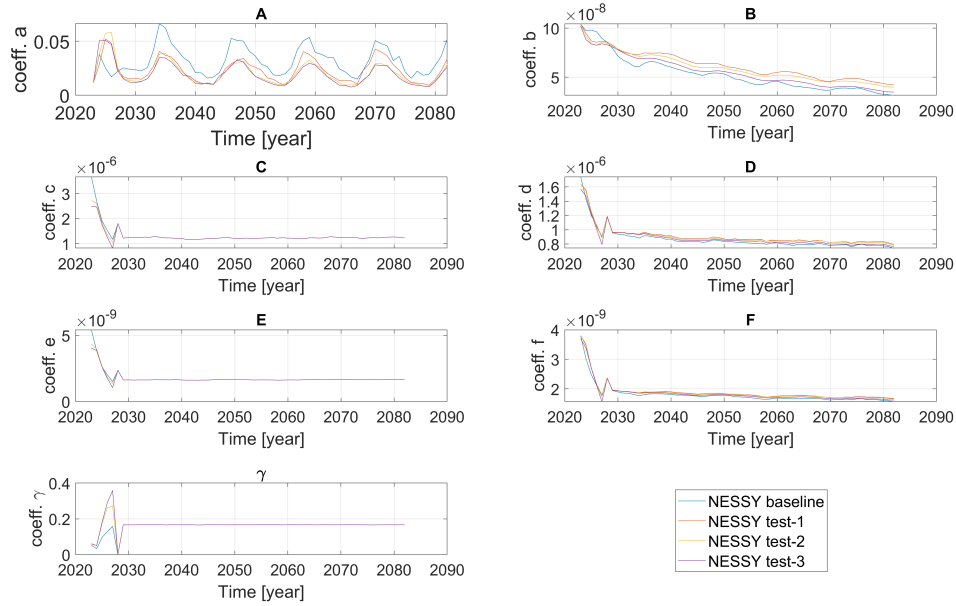 A
B
×10^-8
coeff. a
0.05
0
2020 2030 2040 2050 2060 2070 2080
Time [year]
coeff. b
10
5
2020 2030 2040 2050 2060 2070 2080 2090
Time [year]
C
×10^-6
coeff. c
3
2
1
2020 2030 2040 2050 2060 2070 2080 2090
Time [year]
D
×10^-6
coeff. d
1.6
1.4
1.2
1
0.8
2020 2030 2040 2050 2060 2070 2080 2090
Time [year]
E
×10^-9
coeff. e
5
0
2020 2030 2040 2050 2060 2070 2080 2090
Time [year]
F
×10^-9
coeff. f
4
3
2
2020 2030 2040 2050 2060 2070 2080 2090
Time [year]
γ
coeff. γ
0.4
0.2
0
2020 2030 2040 2050 2060 2070 2080 2090
Time [year]
NESSY baseline
NESSY test-1
NESSY test-2
NESSY test-3